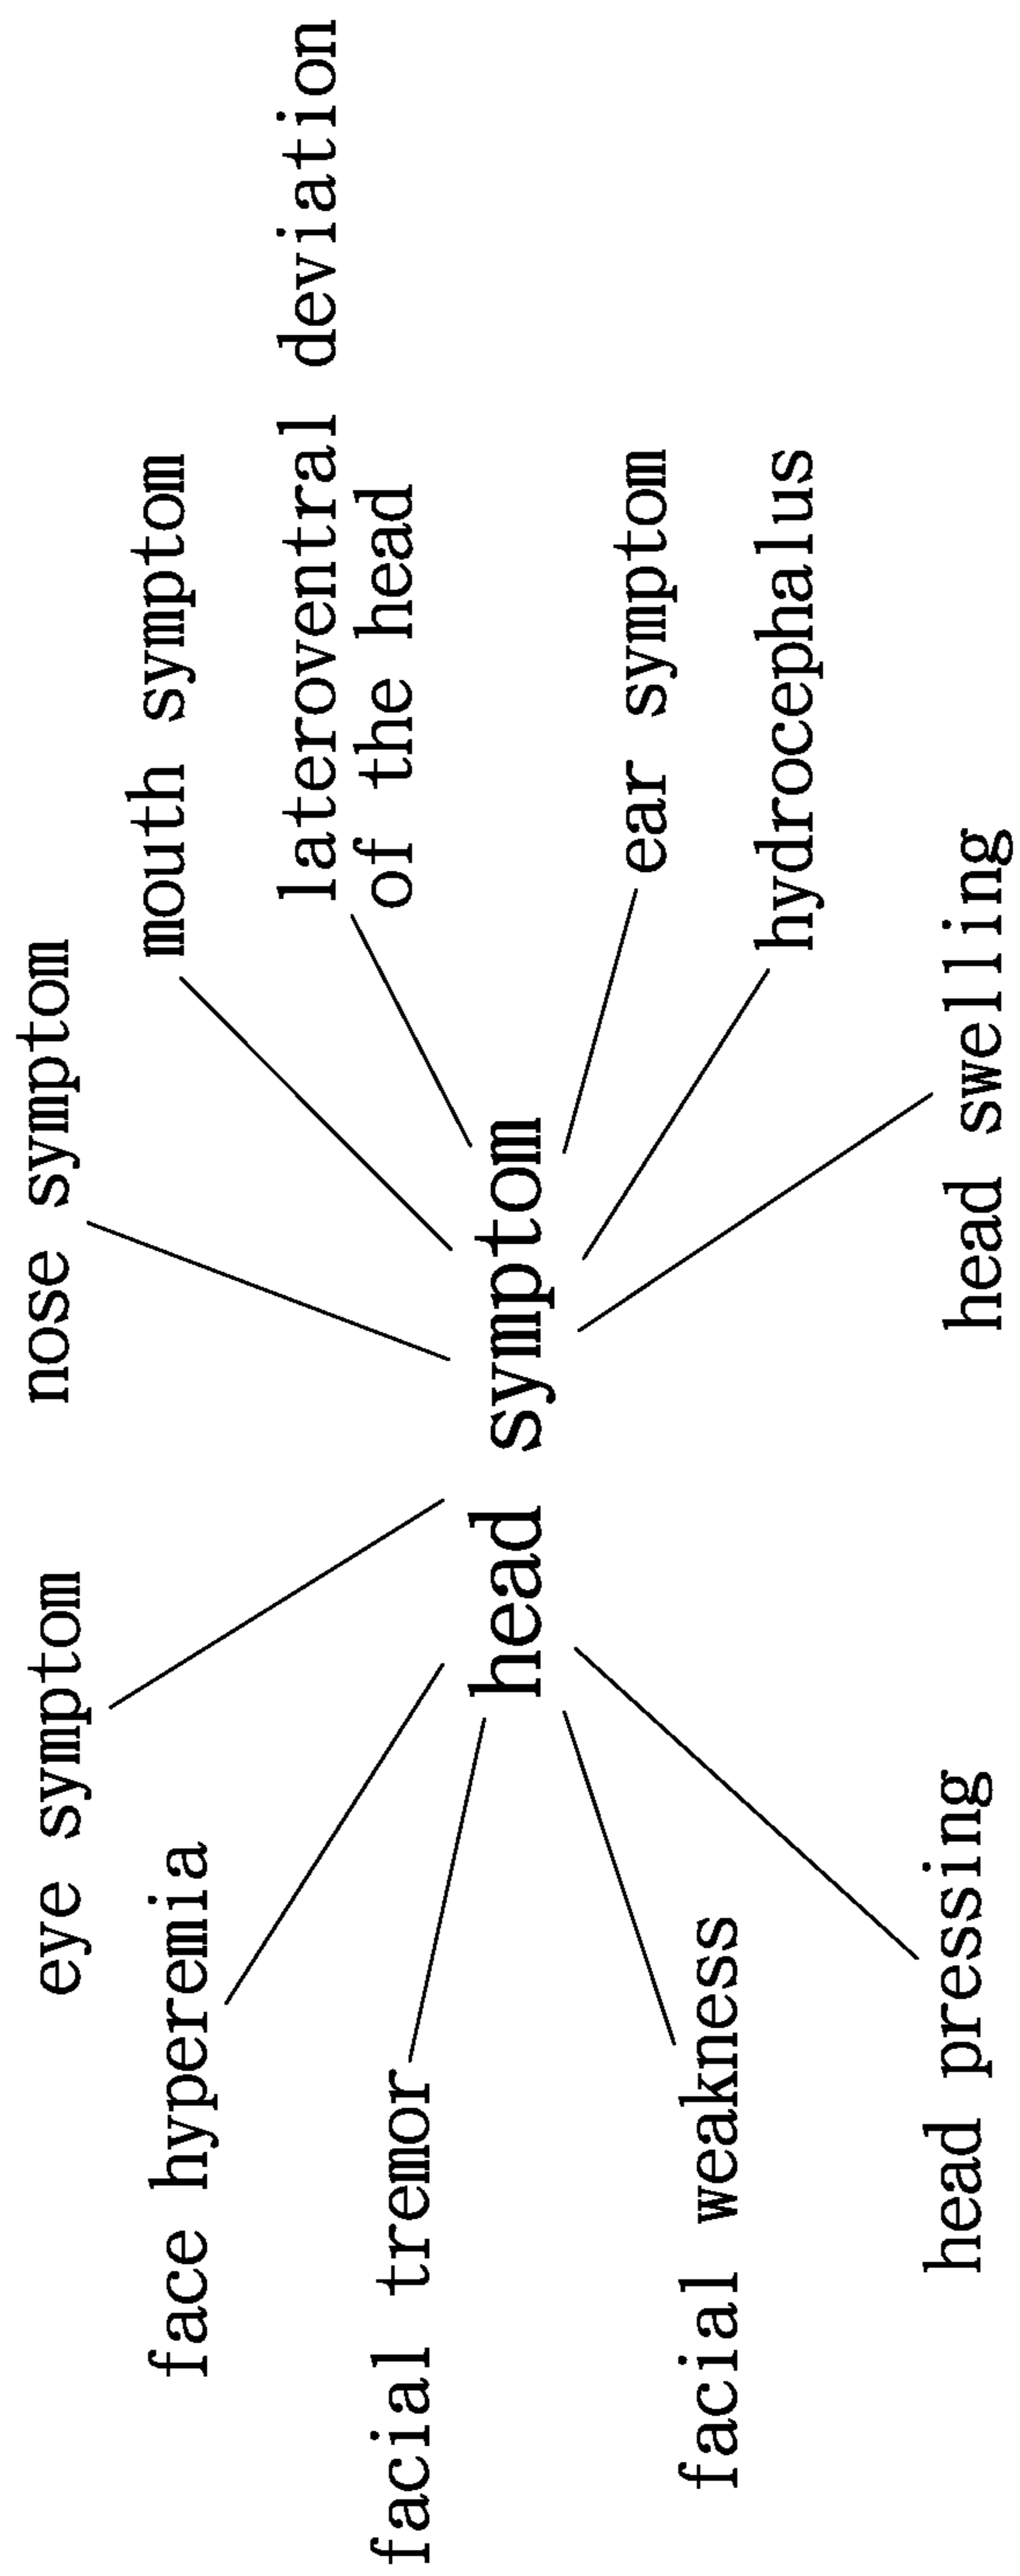 eye symptom
nose symptom
face hyperemia
mouth symptom
lateroventral deviation
of the head
facial tremor
head symptom
ear symptom
facial weakness
hydrocephalus
head pressing
head swelling